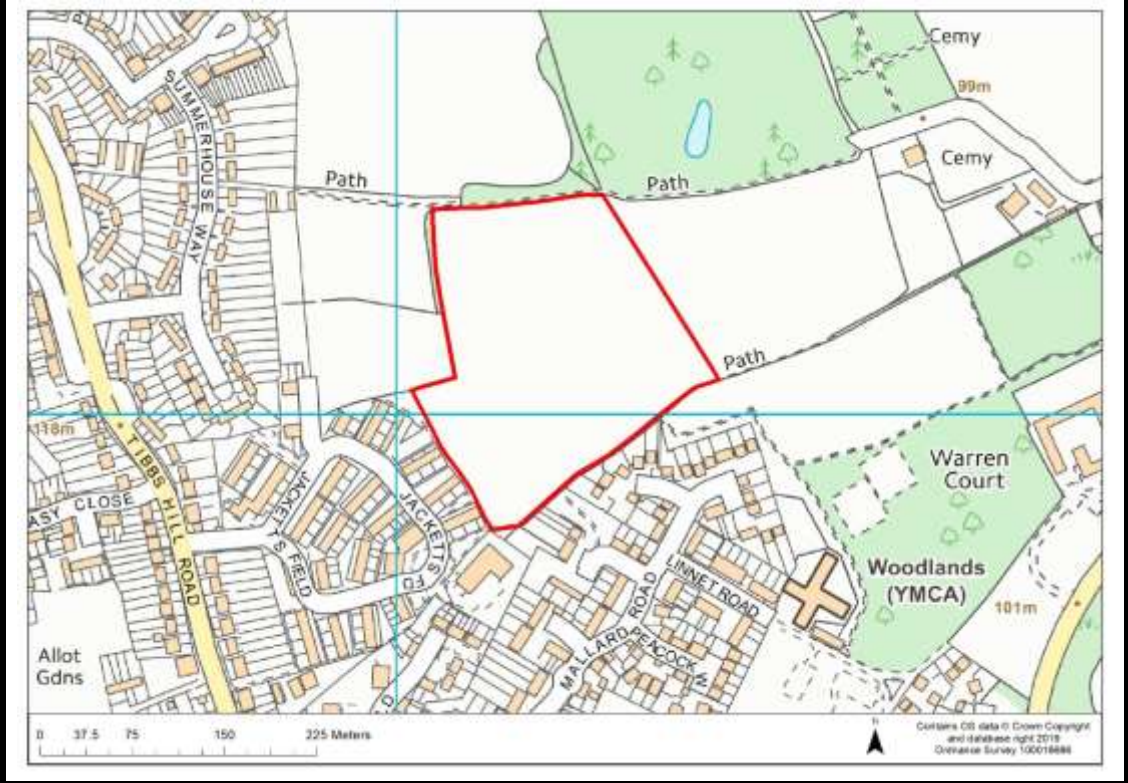 Cemy
99m
SUMMERHOUSE WAY
Cemy
Path
Path
Path
118m
TIBBS HILL ROAD
Warren
Court
JACKETTS FIELD
JACKETTS FD
ASY CLOSE
Woodlands
(YMCA)
LINNET ROAD
101m
MALLARD ROAD
PEACOCK W
Allot
Gdns
D
0 37.5 75 150 225 Meters
Contains OS data © Crown Copyright
and database right 2019
Ordnance Survey 100018686